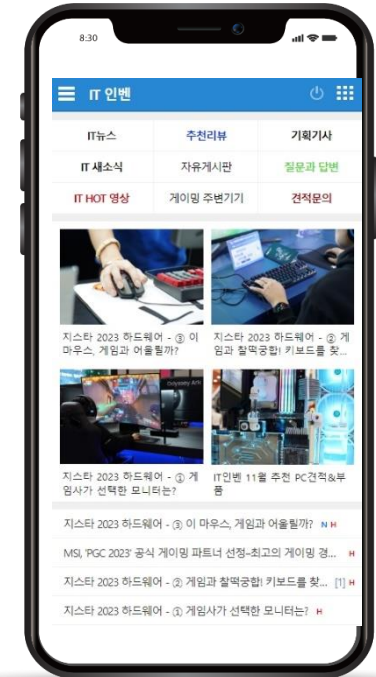 8:30
IT 인벤
IT뉴스 추천리뷰 기획기사
IT 새소식 자유게시판 질문과 답변
IT HOT 영상 게이밍 주변기기 견적문의
지스타 2023 하드웨어 - ③ 이
마우스, 게임과 어울릴까?
지스타 2023 하드웨어 - ② 게
임과 찰떡궁합! 키보드를 찾...
Odyssey Ark
지스타 2023 하드웨어 - ① 게
임사가 선택한 모니터는?
IT인벤 11월 추천 PC견적&부
품
지스타 2023 하드웨어 - ③ 이 마우스, 게임과 어울릴까? N H
MSI, 'PGC 2023' 공식 게이밍 파트너 선정–최고의 게이밍 경... H
지스타 2023 하드웨어 - ② 게임과 찰떡궁합! 키보드를 찾... [1] H
지스타 2023 하드웨어 - ① 게임사가 선택한 모니터는? H